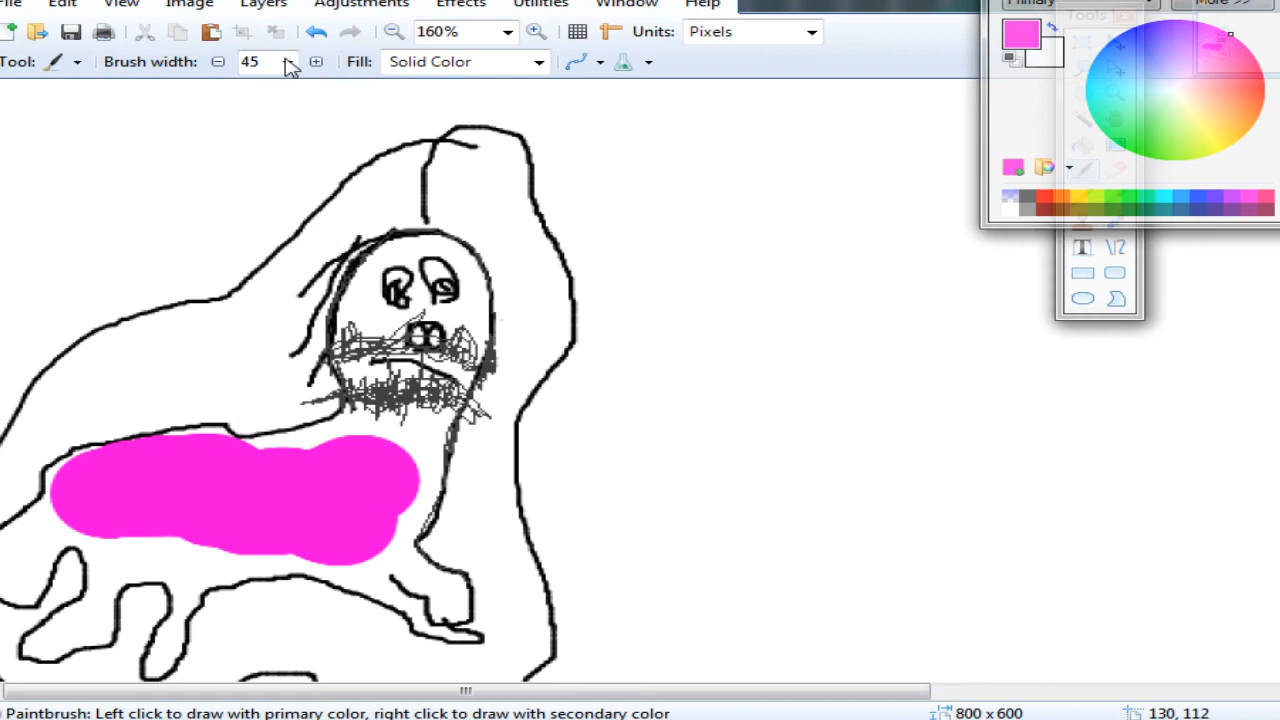 File Edit View Image Layers Adjustments Effects Utilities Window Help
160% Units: Pixels
Tool: Brush width: 45 Fill: Solid Color
Primary More >>
Tools
Paintbrush: Left click to draw with primary color, right click to draw with secondary color 800 x 600 130, 112